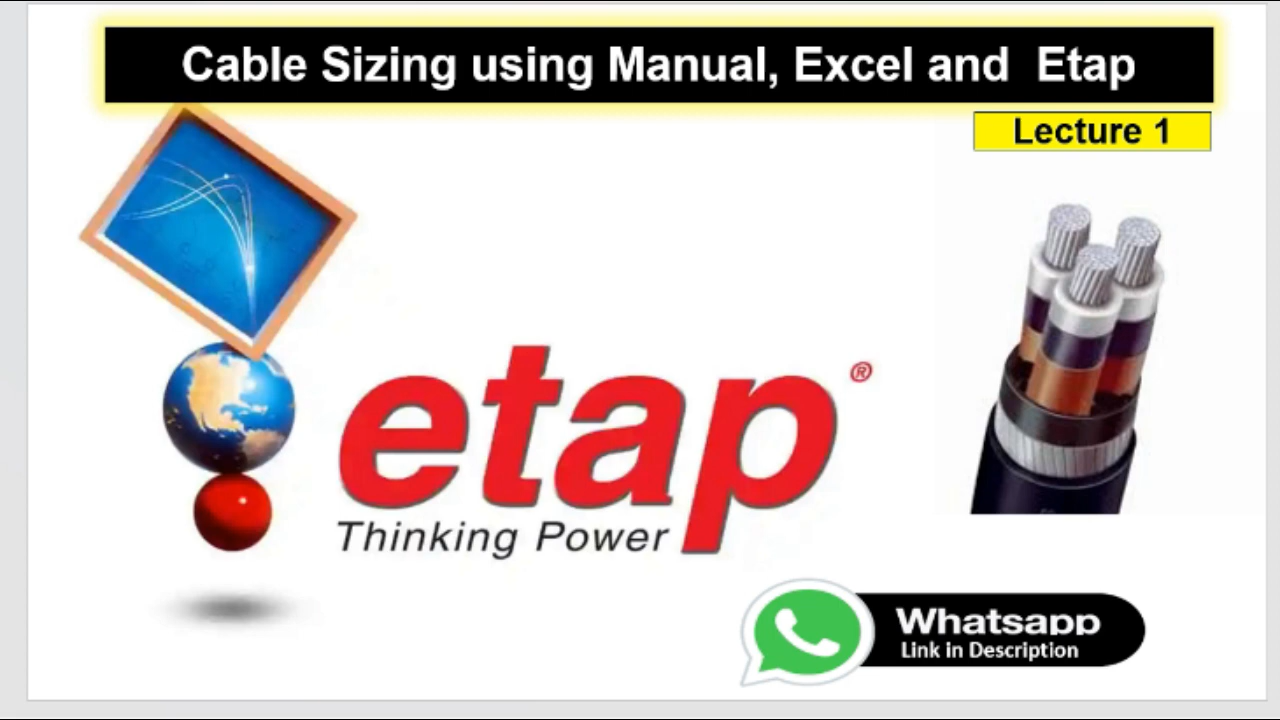 Cable Sizing using Manual, Excel and Etap
Lecture 1
etap®
Thinking Power
Whatsapp
Link in Description